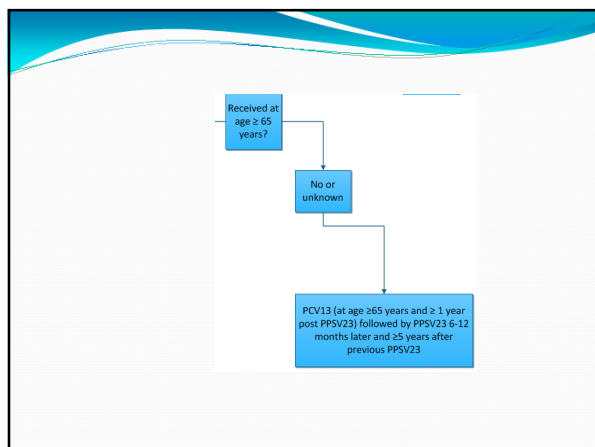 Received at
age ≥ 65
years?
No or
unknown
PCV13 (at age ≥65 years and ≥ 1 year
post PPSV23) followed by PPSV23 6-12
months later and ≥5 years after
previous PPSV23